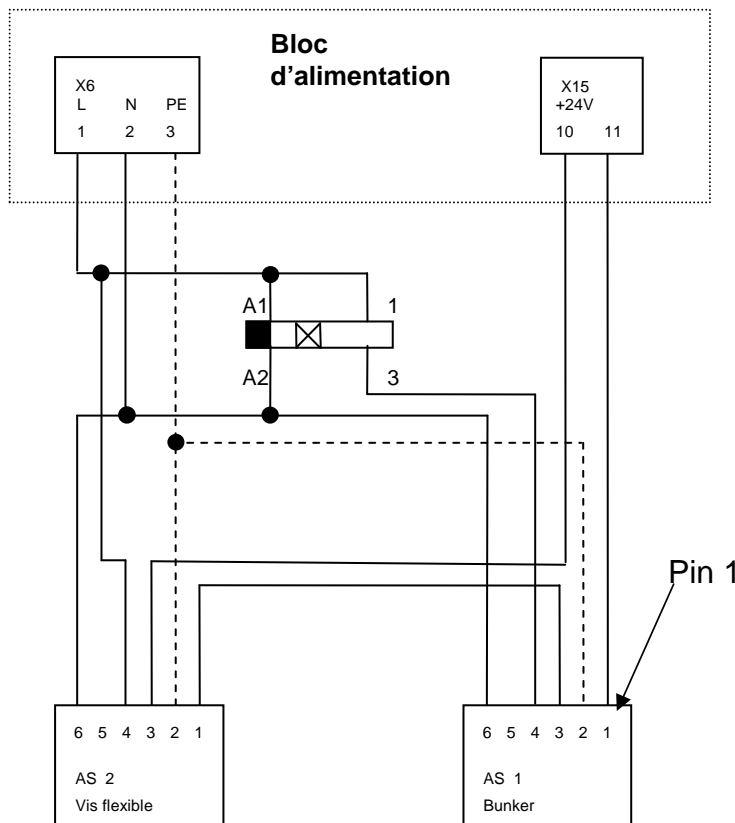 Bloc
d'alimentation
X6
L N PE
1 2 3
X15
+24V
10 11
A1 1
A2 3
Pin 1
6 5 4 3 2 1
AS 2
Vis flexible
6 5 4 3 2 1
AS 1
Bunker